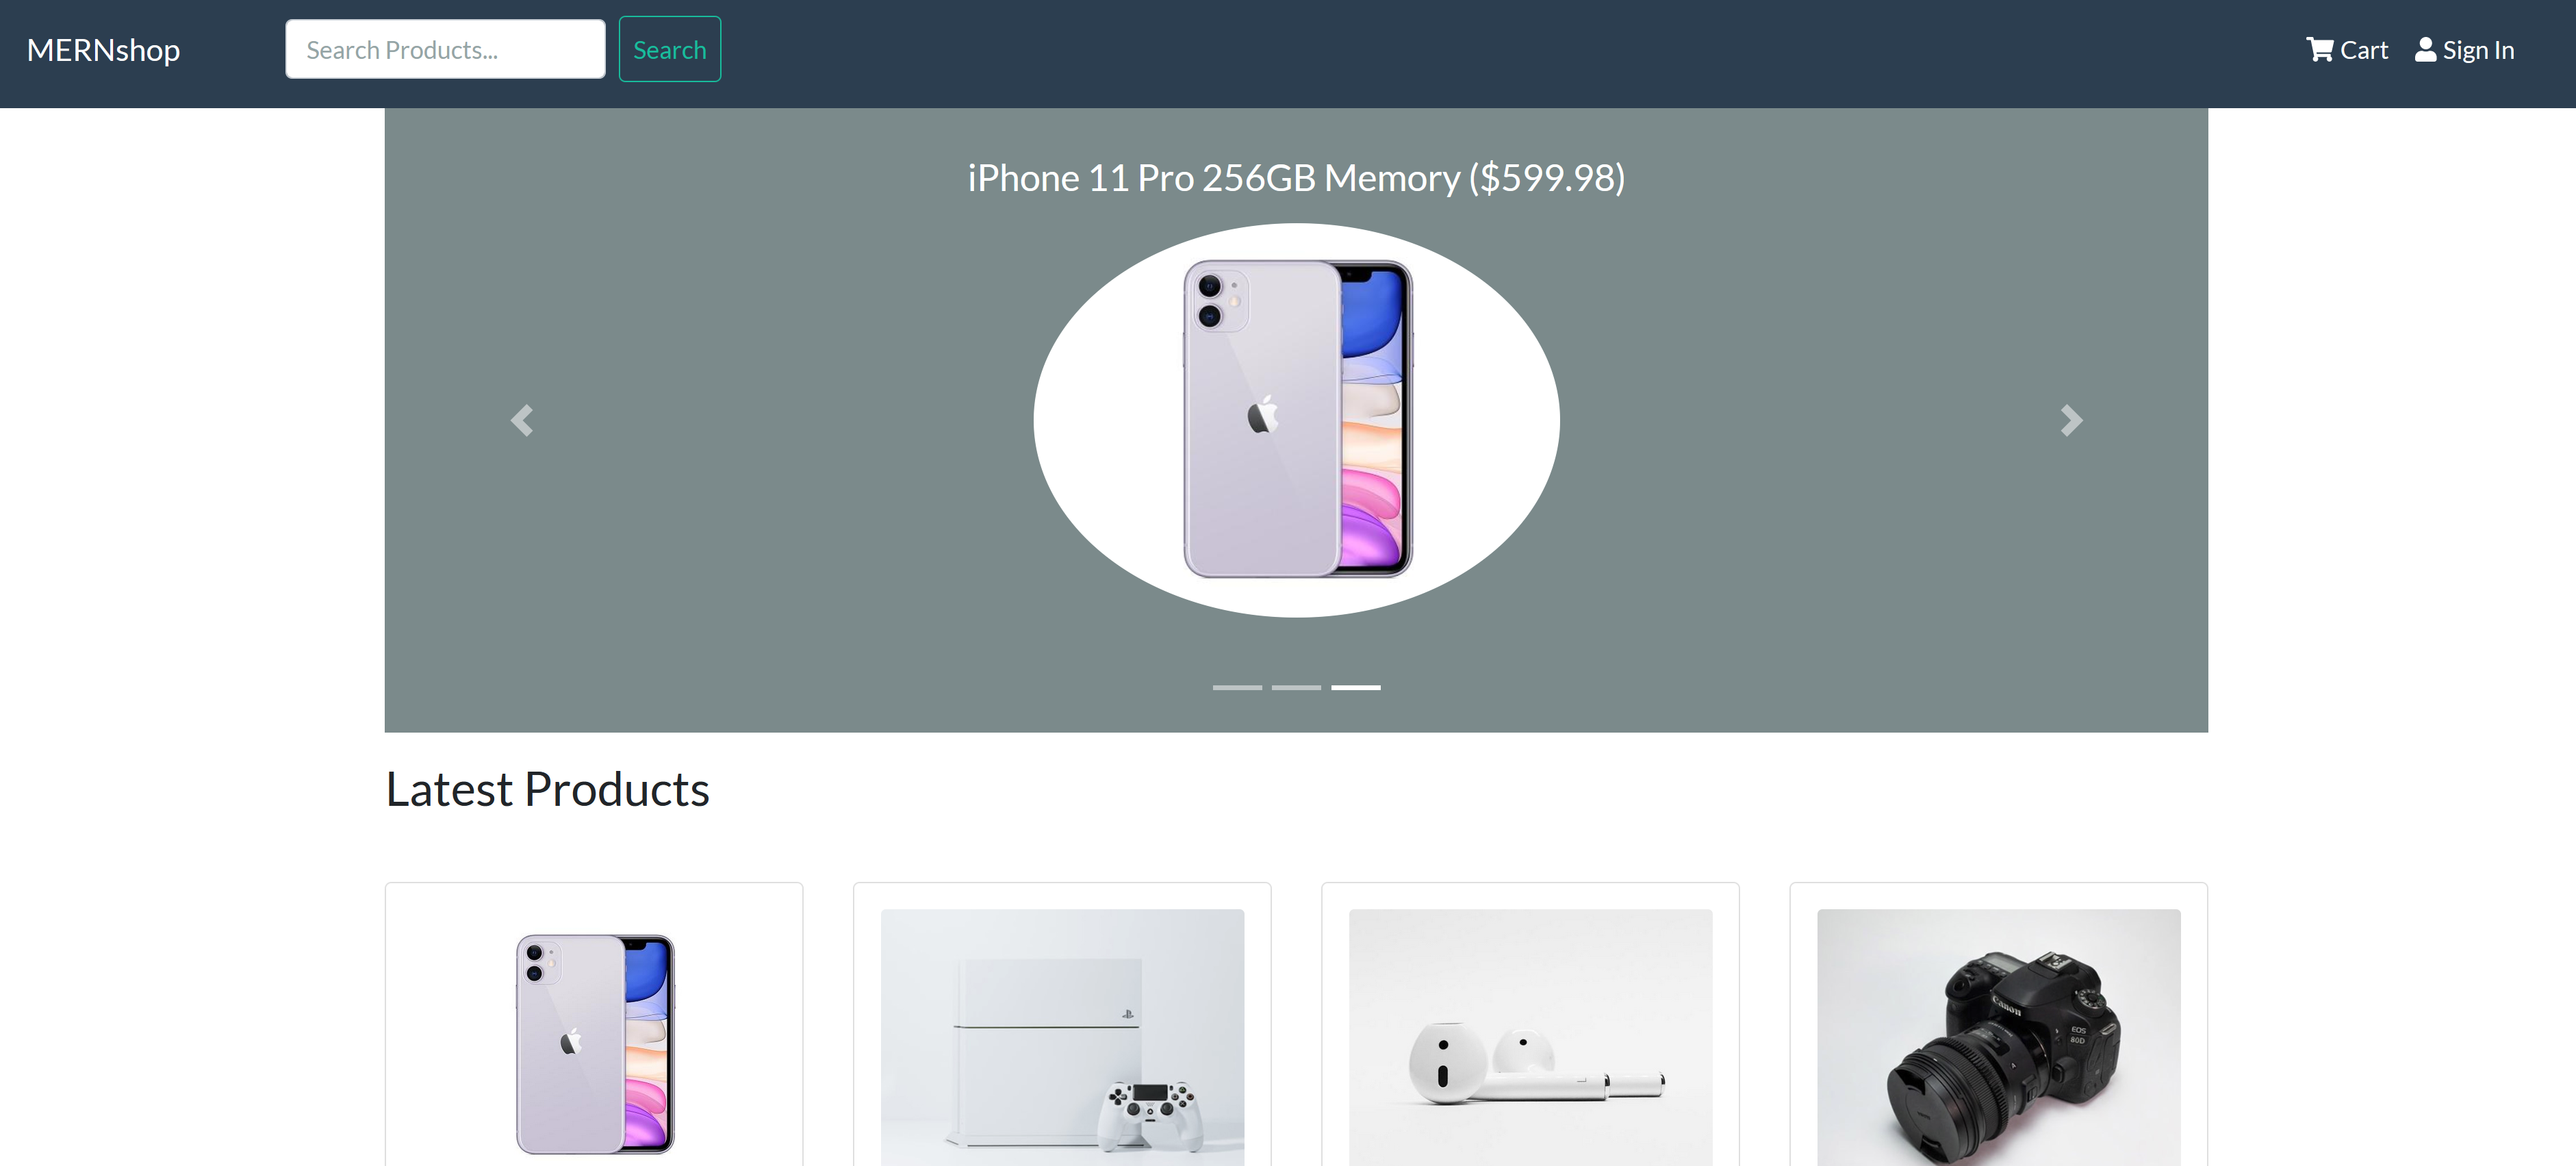 MERNshop
Search Products...
Search
Cart
Sign In
iPhone 11 Pro 256GB Memory ($599.98)
Latest Products
Canon
EOS
80D